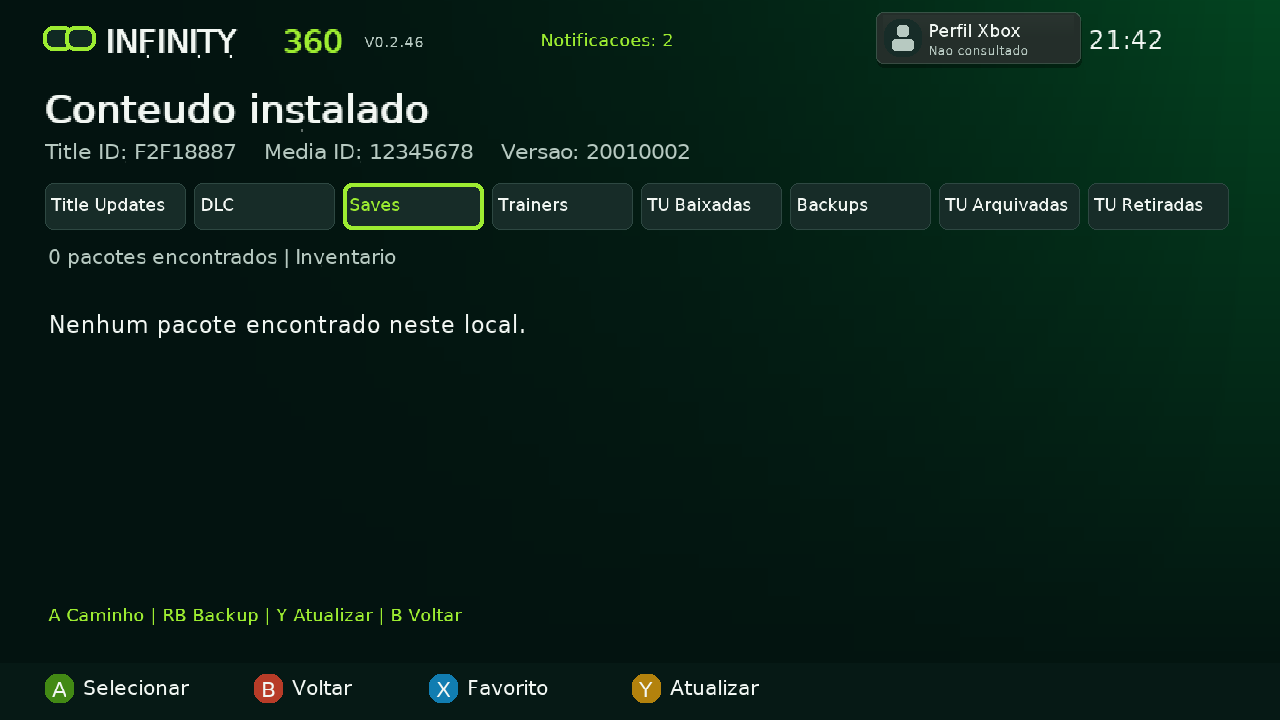 INFINITY 360 V0.2.46 Notificacoes: 2 Perfil Xbox 21:42
Nao consultado
Conteudo instalado
Title ID: F2F18887 Media ID: 12345678 Versao: 20010002
Title Updates DLC Saves Trainers TU Baixadas Backups TU Arquivadas TU Retiradas
0 pacotes encontrados | Inventario
Nenhum pacote encontrado neste local.
A Caminho | RB Backup | Y Atualizar | B Voltar
A Selecionar B Voltar X Favorito Y Atualizar